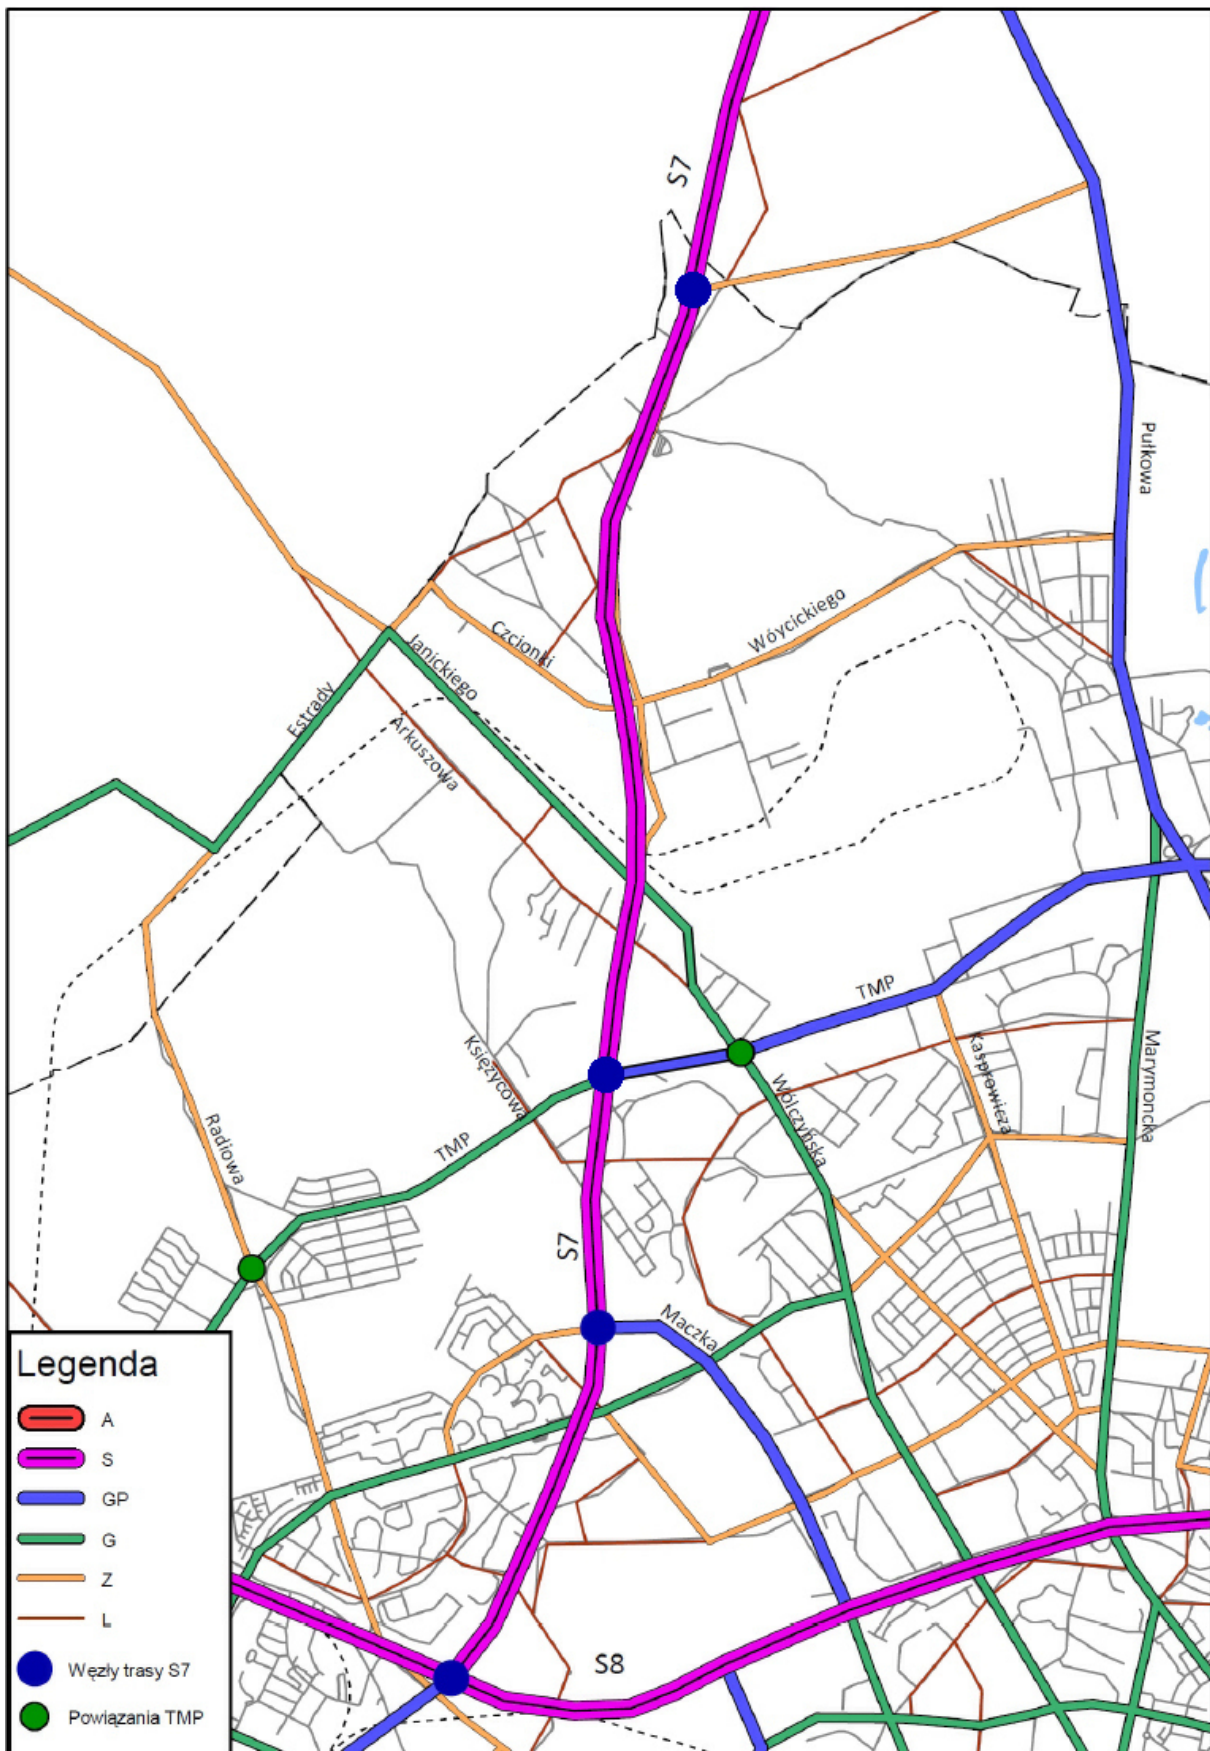 S7
Pułkowa
Wóycickiego
Czcionki
Janickiego
Estrady
Arkuszowa
TMP
Księżycowa
Kasprowicza
Marymoncka
Wólczyńska
Radiowa
TMP
S7
Maczka
S8
Legenda
A
S
GP
G
Z
L
Węzły trasy S7
Powiązania TMP